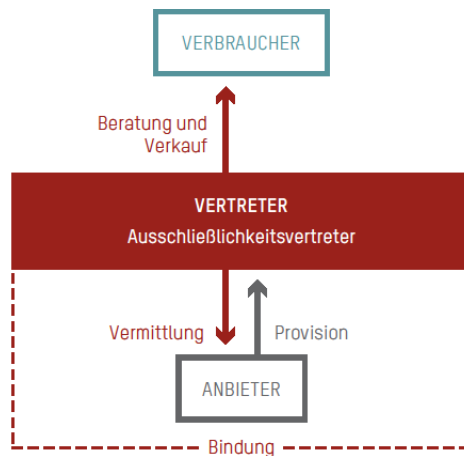 VERBRAUCHER
Beratung und
Verkauf
VERTRETER
Ausschließlichkeitsvertreter
Vermittlung
Provision
ANBIETER
Bindung